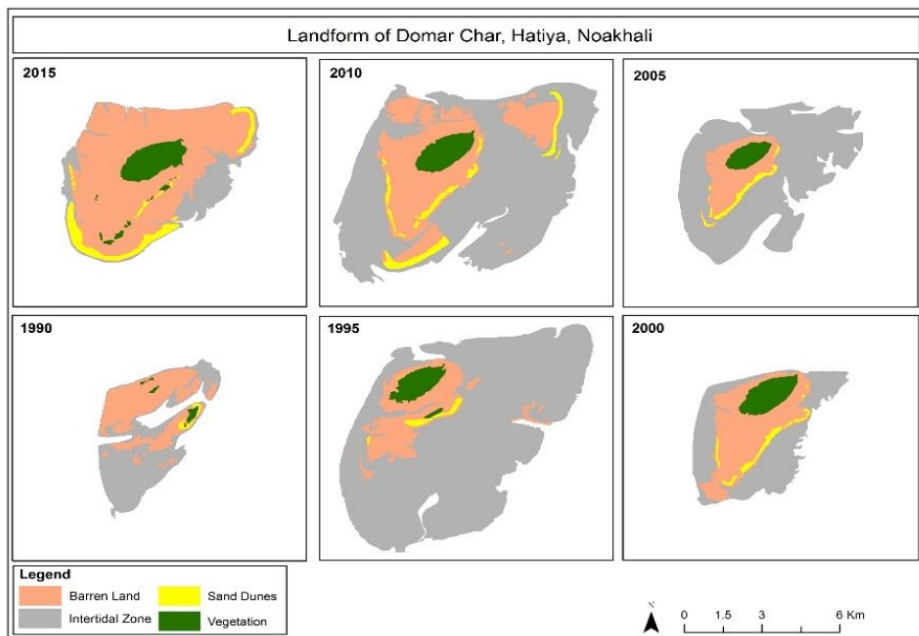 Landform of Domar Char, Hatiya, Noakhali
2015
2010
2005
1990
1995
2000
Legend
Barren Land
Sand Dunes
Intertidal Zone
Vegetation
N
0 1.5 3 6 Km